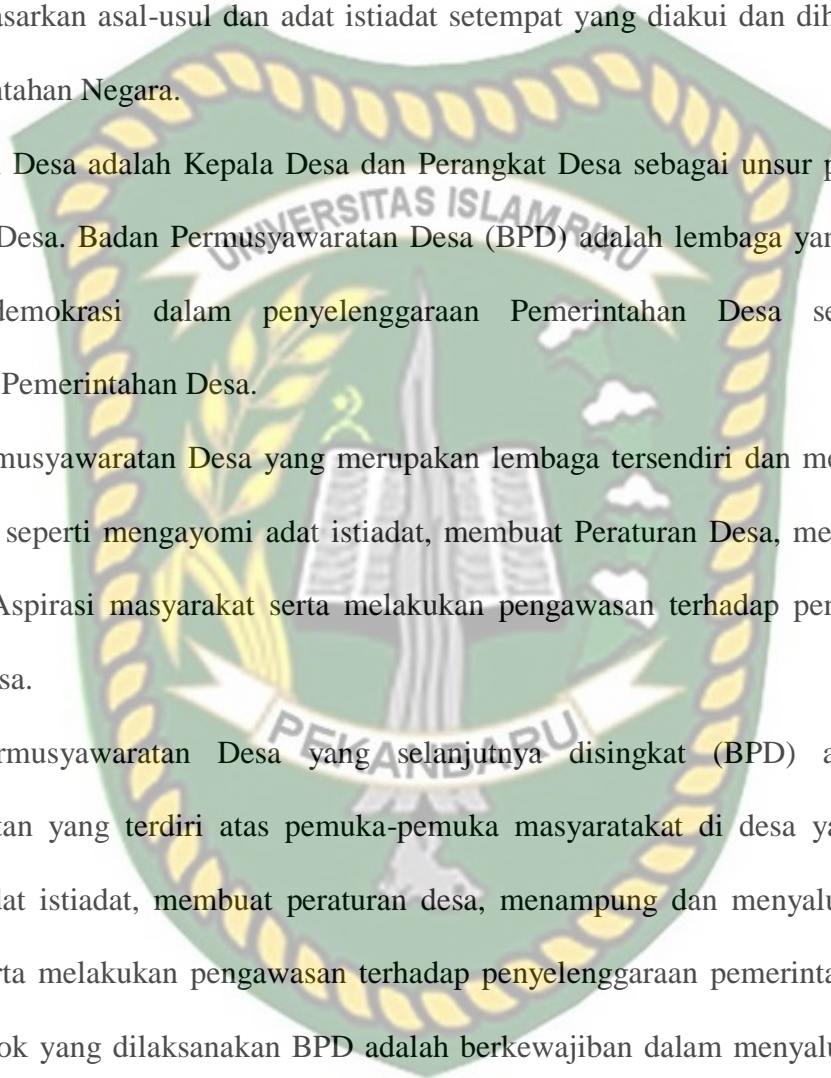 asarkan asal-usul dan adat istiadat setempat yang diakui dan dih
ntahan Negara.
Desa adalah Kepala Desa dan Perangkat Desa sebagai unsur p
UNIVERSITAS ISLAM RIAU
Desa. Badan Permusyawaratan Desa (BPD) adalah lembaga yan
demokrasi dalam penyelenggaraan Pemerintahan Desa se
Pemerintahan Desa.
musyawaratan Desa yang merupakan lembaga tersendiri dan me
seperti mengayomi adat istiadat, membuat Peraturan Desa, me
Aspirasi masyarakat serta melakukan pengawasan terhadap pen
sa.
PEKANBARU
rmusyawaratan Desa yang selanjutnya disingkat (BPD) a
tan yang terdiri atas pemuka-pemuka masyaratakat di desa ya
lat istiadat, membuat peraturan desa, menampung dan menyalu
rta melakukan pengawasan terhadap penyelenggaraan pemerinta
ok yang dilaksanakan BPD adalah berkewajiban dalam menyalu